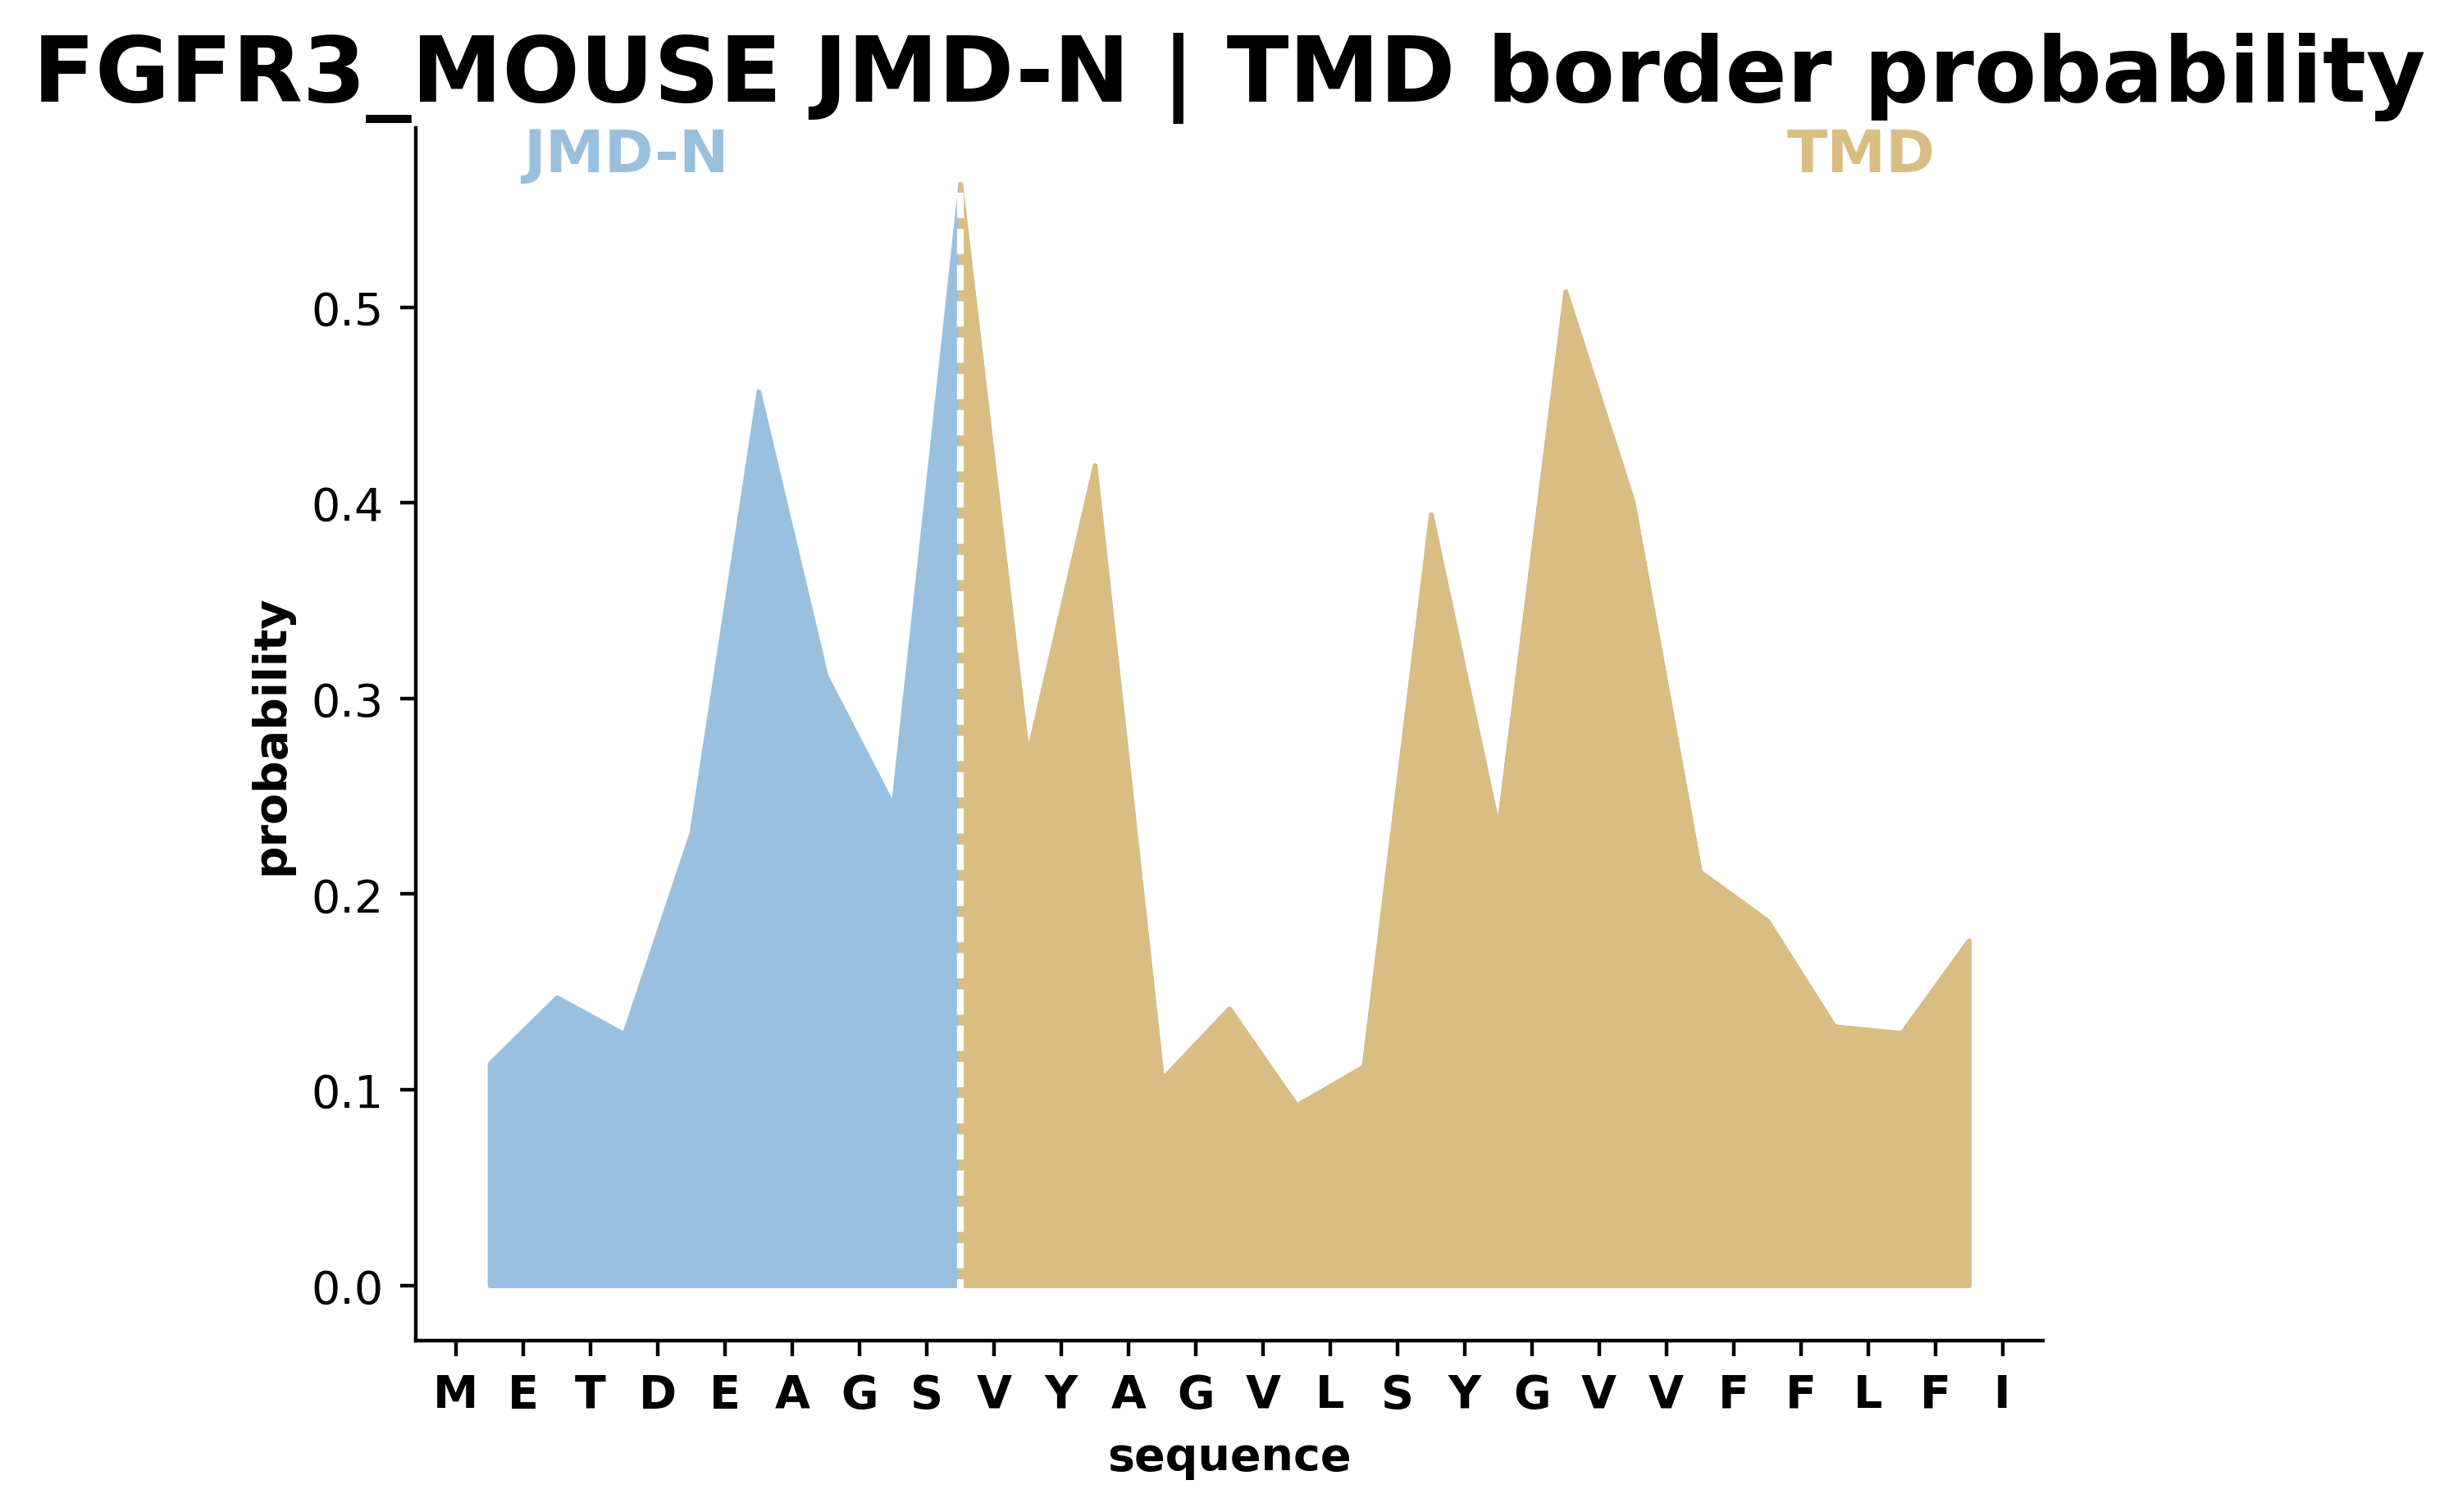 FGFR3_MOUSE JMD-N | TMD border probability
JMD-N TMD
probability
0.5
0.4
0.3
0.2
0.1
0.0
M E T D E A G S V Y A G V L S Y G V V F F L F I
sequence